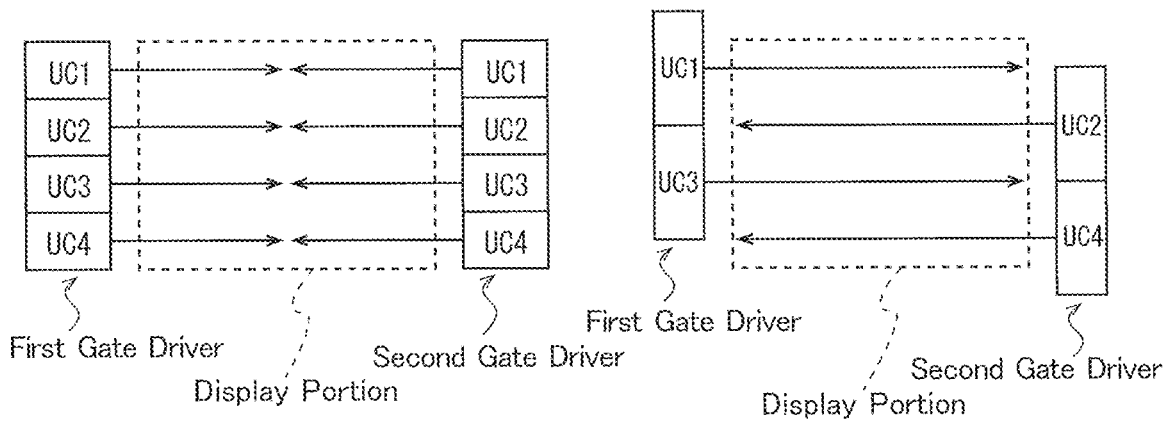 UC1
UC2
UC3
UC4
UC1
UC2
UC3
UC4
First Gate Driver
Second Gate Driver
Display Portion
UC1
UC3
UC2
UC4
First Gate Driver
Second Gate Driver
Display Portion